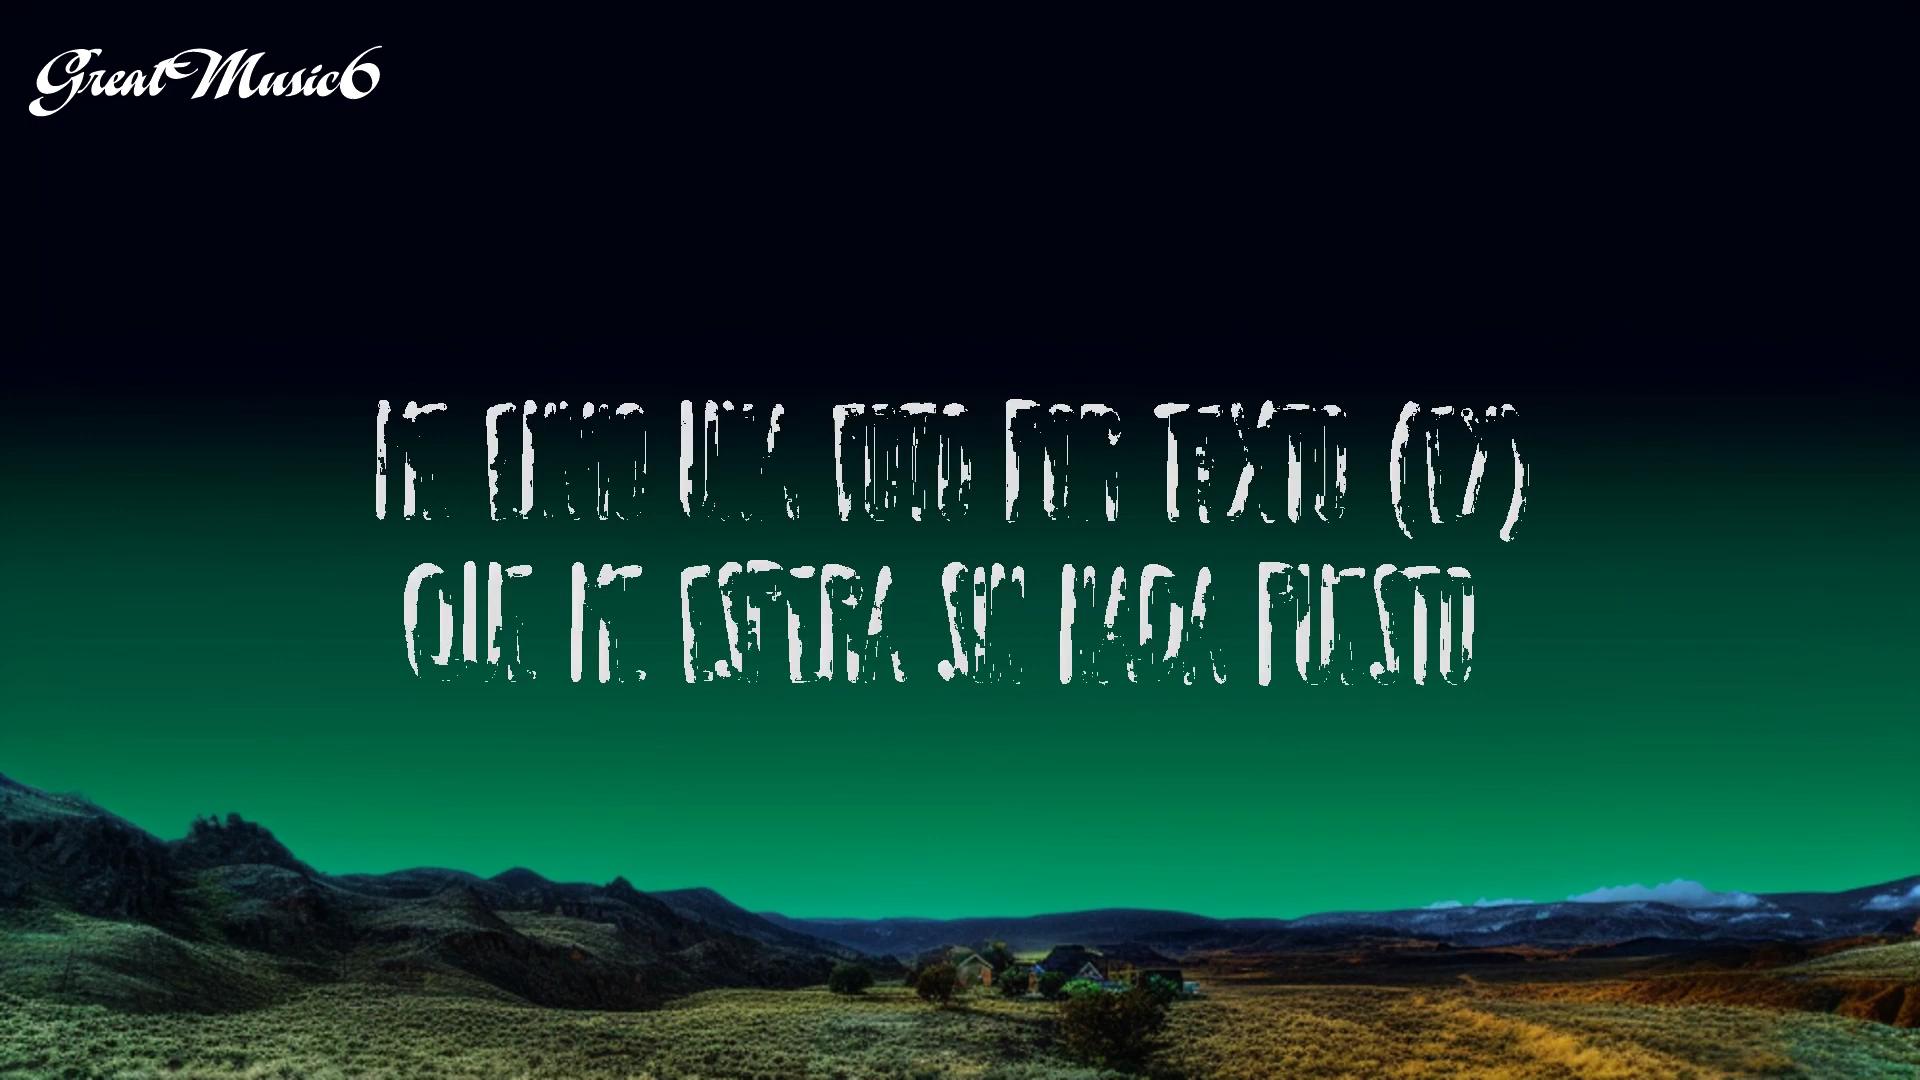 GreatMusic6
ME ENVIO UNA FOTO POR TEXTO (EY)
QUE ME ESPERA SIN NADA PUESTO